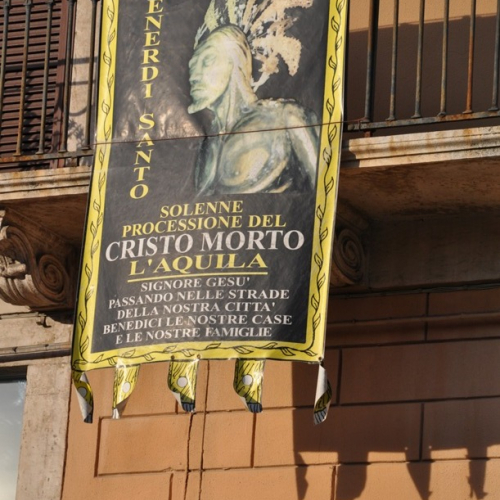 VENERDI SANTO
SOLENNE
PROCESSIONE DEL
CRISTO MORTO
L'AQUILA
SIGNORE GESU'
PASSANDO NELLE STRADE
DELLA NOSTRA CITTA'
BENEDICI LE NOSTRE CASE
E LE NOSTRE FAMIGLIE